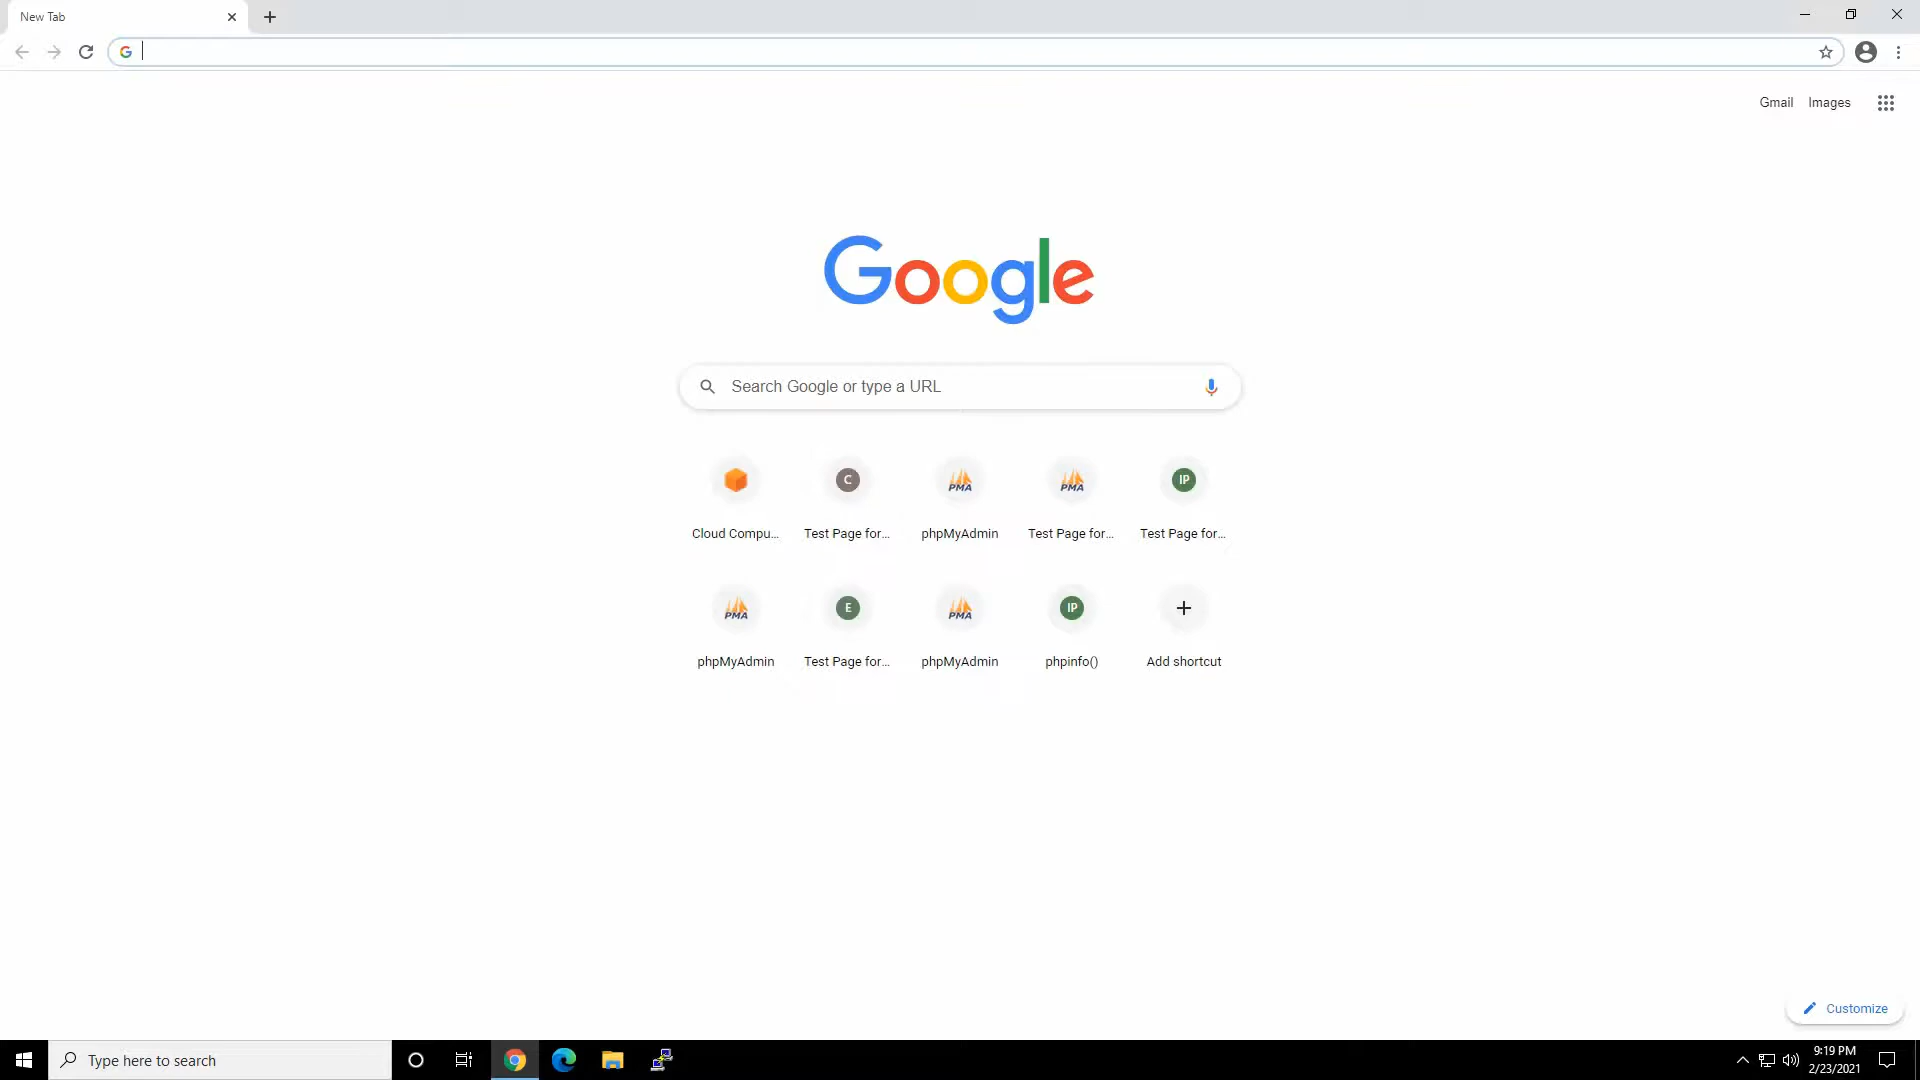 New Tab
Gmail Images
Google
Search Google or type a URL
C
PMA
PMA
IP
Cloud Compu...
Test Page for...
phpMyAdmin
Test Page for...
Test Page for...
PMA
E
PMA
IP
phpMyAdmin
Test Page for...
phpMyAdmin
phpinfo()
Add shortcut
Customize
Type here to search
9:19 PM
2/23/2021